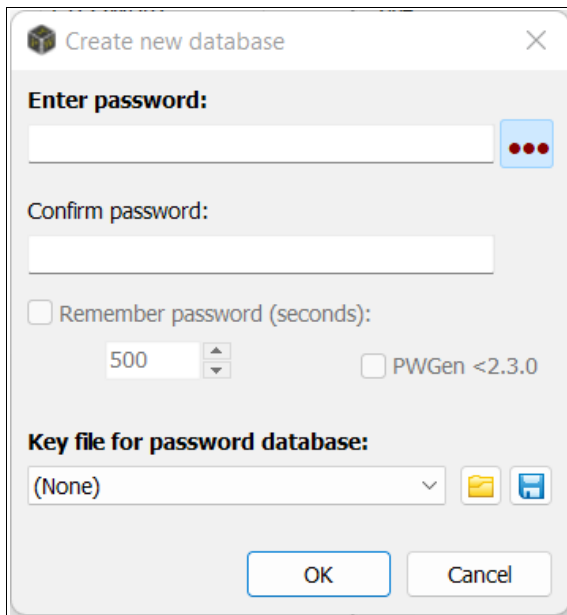 Create new database
Enter password:
Confirm password:
Remember password (seconds):
500
PWGen <2.3.0
Key file for password database:
(None)
OK
Cancel